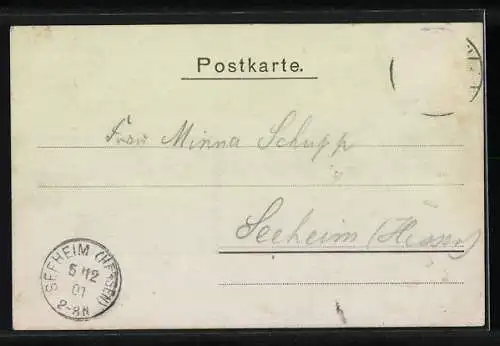 Postkarte.
Frau Minna Schupp
Seeheim (Hessen)
SEEHEIM (HESSEN)
5 12
01
2-3N